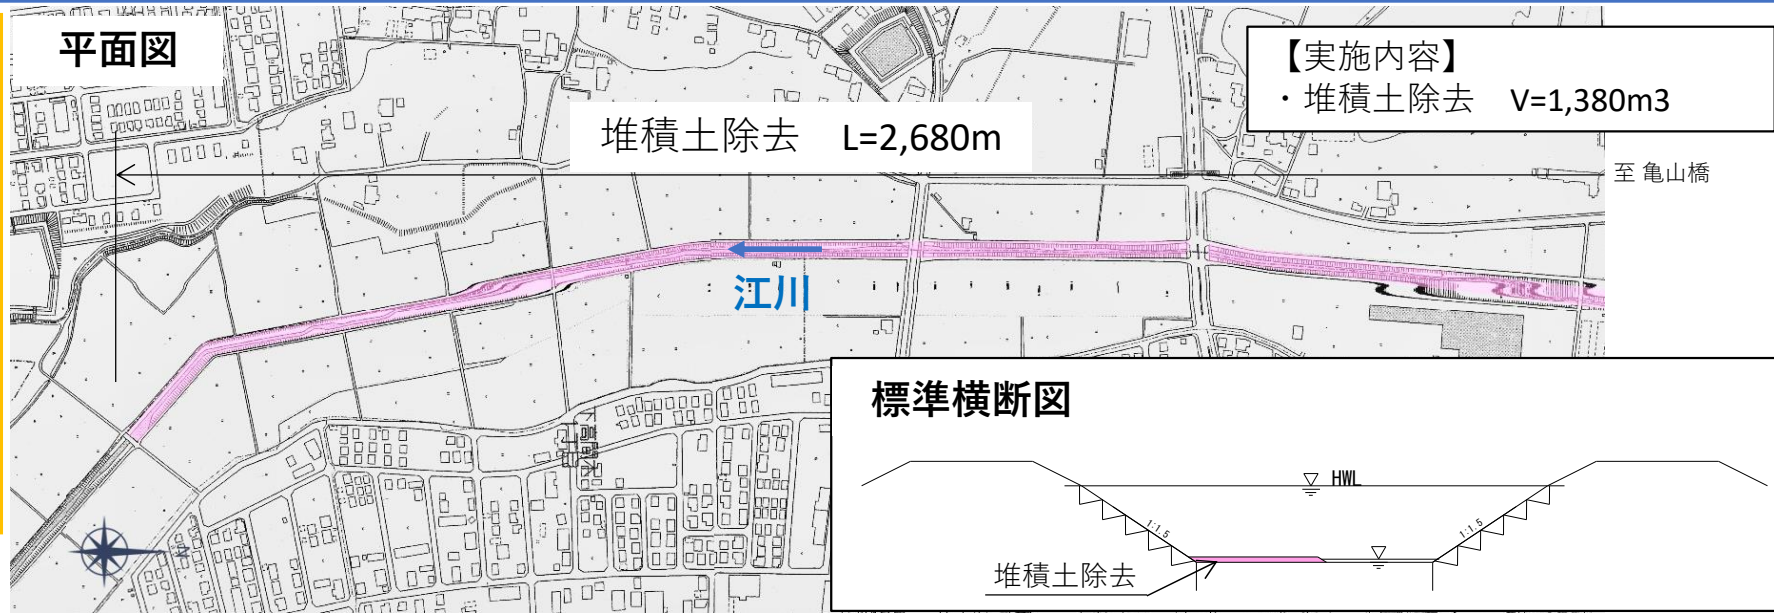 平面図
【実施内容】
・堆積土除去　V=1,380m3
堆積土除去　L=2,680m
至 亀山橋
江川
標準横断図
HWL
1:1.5
1:1.5
堆積土除去
N